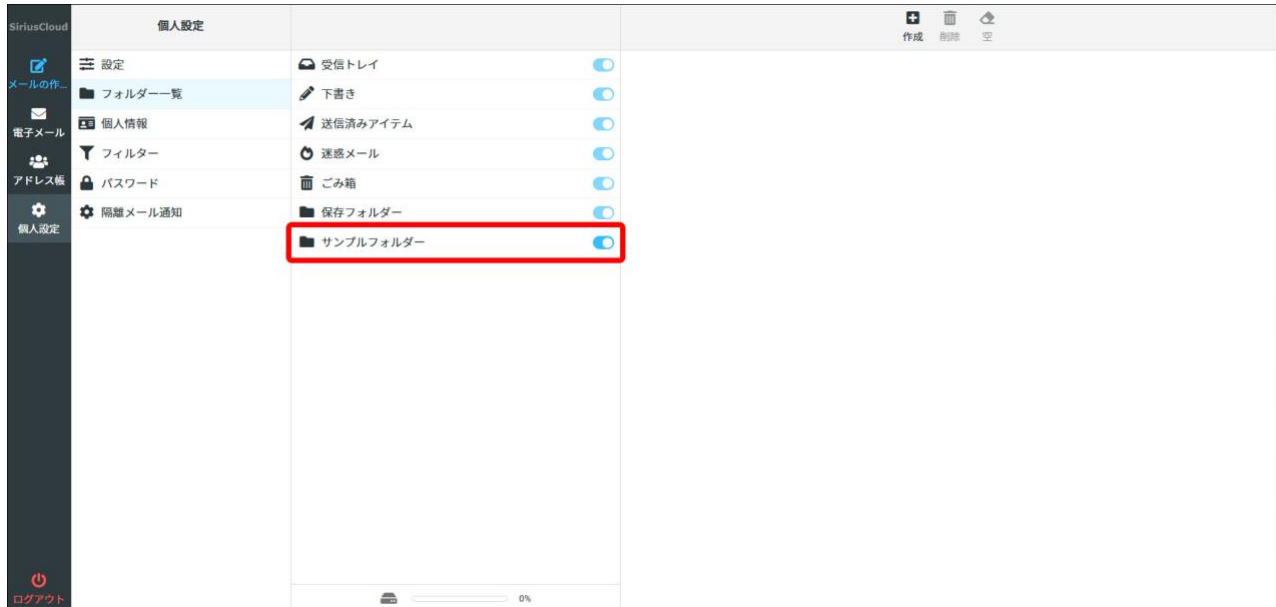 SiriusCloud
個人設定
作成
削除
空
メールの作…
電子メール
アドレス帳
個人設定
ログアウト
設定
フォルダー一覧
個人情報
フィルター
パスワード
隔離メール通知
受信トレイ
下書き
送信済みアイテム
迷惑メール
ごみ箱
保存フォルダー
サンプルフォルダー
0%